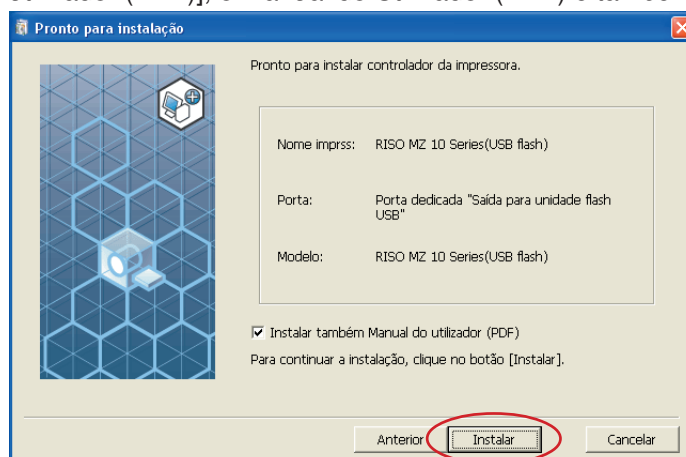 Pronto para instalação
Pronto para instalar controlador da impressora.
Nome imprss: RISO MZ 10 Series(USB flash)
Porta: Porta dedicada "Saída para unidade flash
USB"
Modelo: RISO MZ 10 Series(USB flash)
Instalar também Manual do utilizador (PDF)
Para continuar a instalação, clique no botão [Instalar].
Anterior Instalar Cancelar